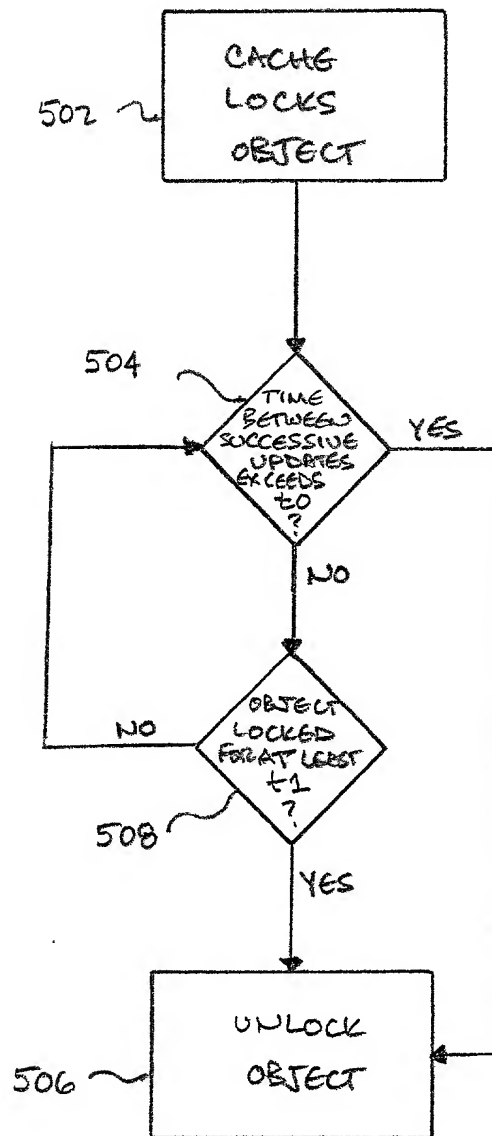 CACHE
LOCKS
OBJECT
502
504
TIME
BETWEEN
SUCCESSIVE
UPDATES
EXCEEDS
t0
?
YES
NO
OBJECT
LOCKED
FOR AT LEAST
t1
?
NO
508
YES
UNLOCK
OBJECT
506